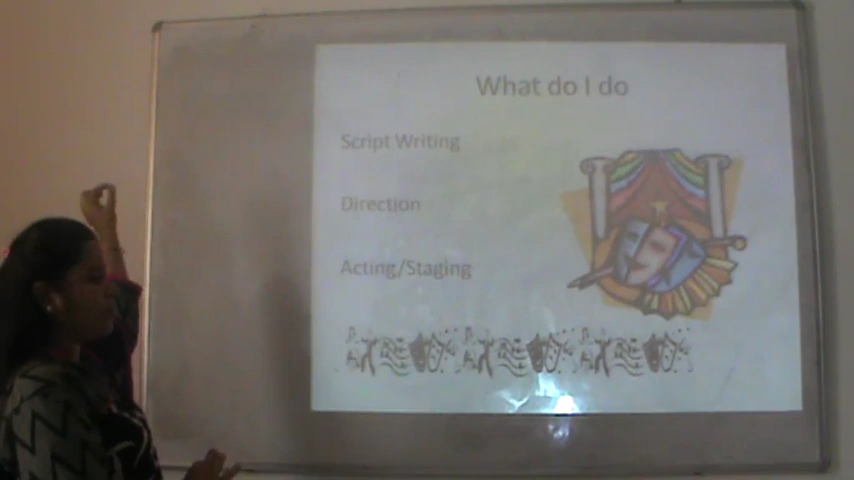 What do I do
Script Writing
Direction
Acting/Staging